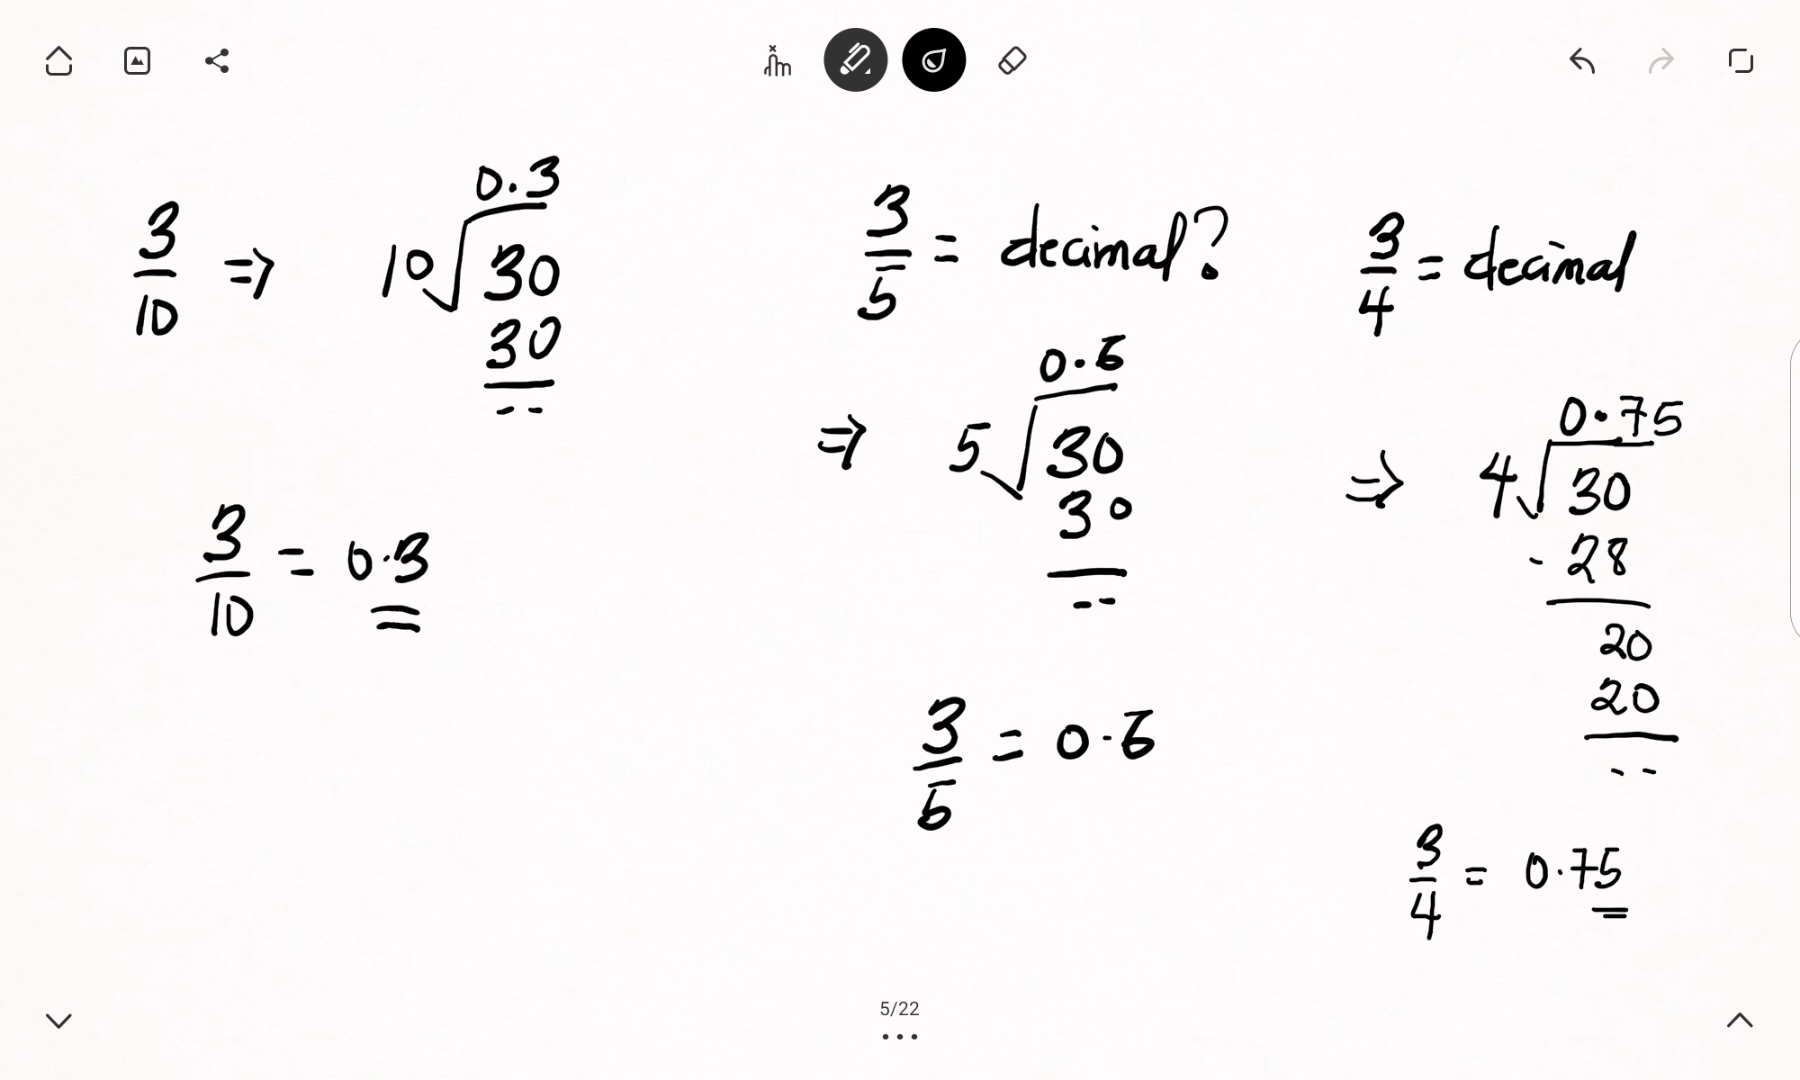 3/10 ⇒ 10√30 0.3
30
3/10 = 0.3
3/5 = decimal?
0.6
⇒ 5√30
30
3/5 = 0.6
3/4 = decimal
0.75
⇒ 4√30
- 28
20
20
3/4 = 0.75
5/22